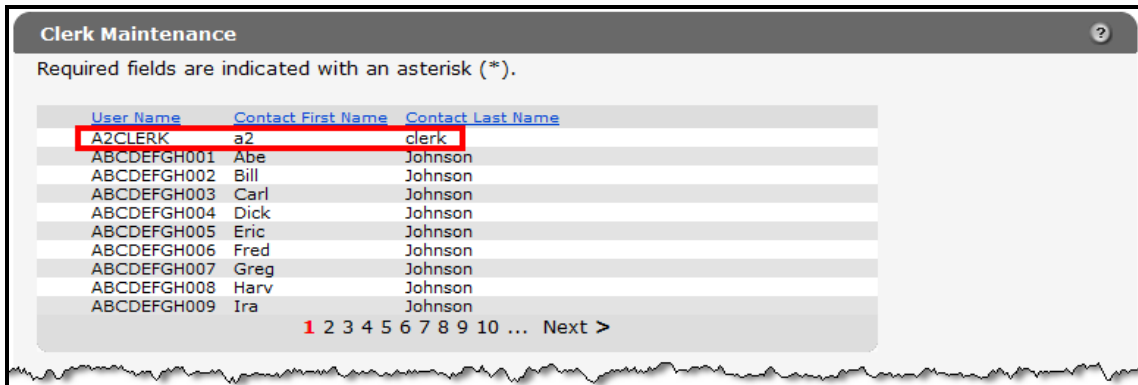 Clerk Maintenance ?
Required fields are indicated with an asterisk (*).
User Name Contact First Name Contact Last Name
A2CLERK a2 clerk
ABCDEFGH001 Abe Johnson
ABCDEFGH002 Bill Johnson
ABCDEFGH003 Carl Johnson
ABCDEFGH004 Dick Johnson
ABCDEFGH005 Eric Johnson
ABCDEFGH006 Fred Johnson
ABCDEFGH007 Greg Johnson
ABCDEFGH008 Harv Johnson
ABCDEFGH009 Ira Johnson
1 2 3 4 5 6 7 8 9 10 ... Next >